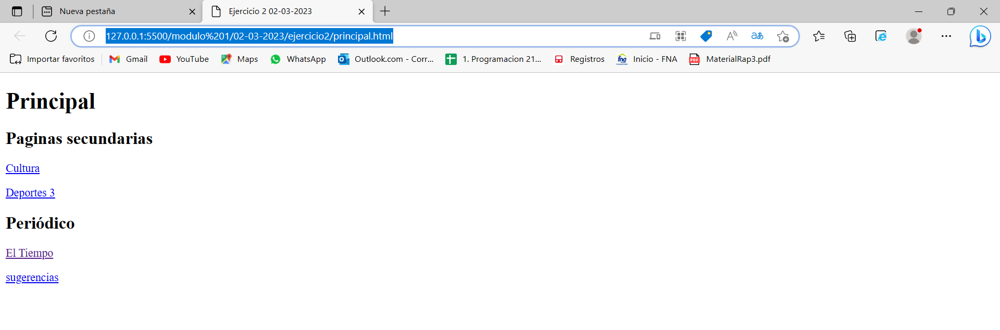 Nueva pestaña
Ejercicio 2 02-03-2023
127.0.0.1:5500/modulo%201/02-03-2023/ejercicio2/principal.html
Importar favoritos
Gmail
YouTube
Maps
WhatsApp
Outlook.com - Corr...
1. Programacion 21...
Registros
Inicio - FNA
MaterialRap3.pdf
Principal
Paginas secundarias
Cultura
Deportes 3
Periódico
El Tiempo
sugerencias